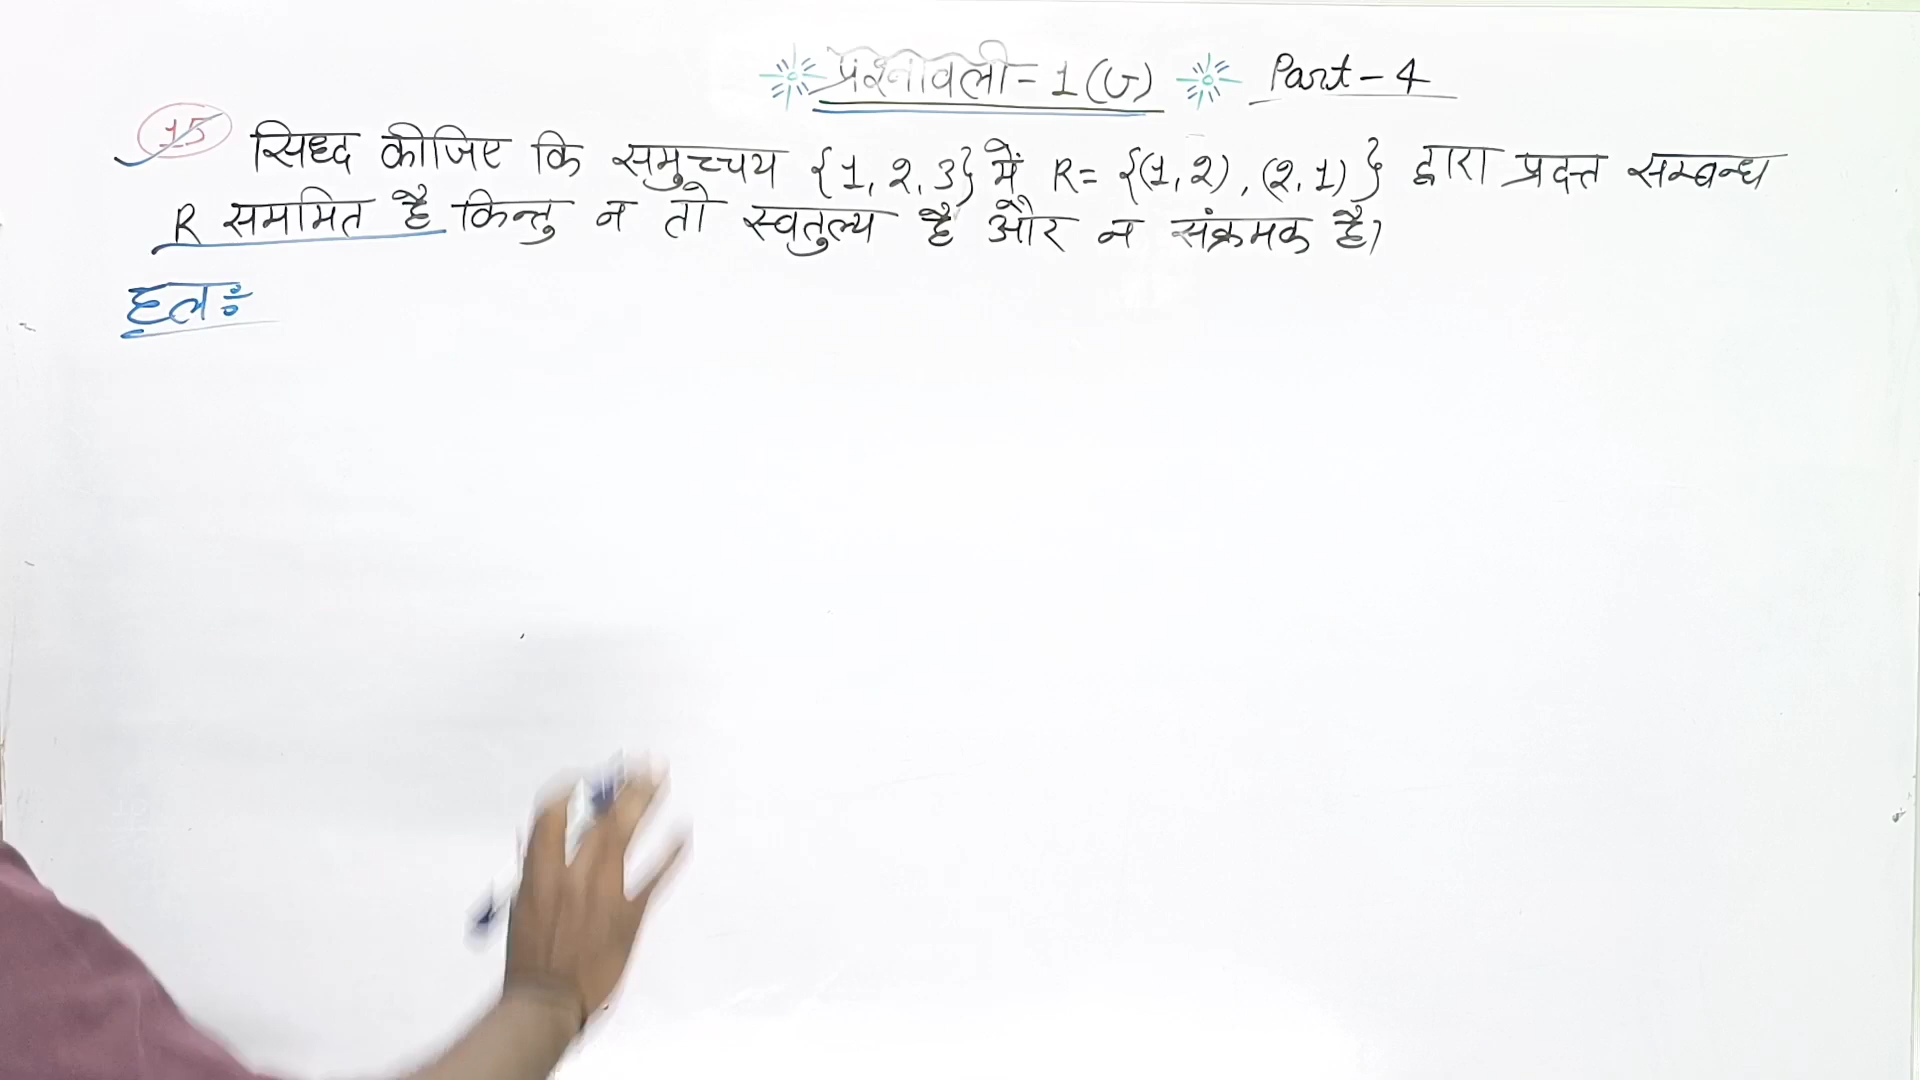 प्रश्नावली-1(U) Part-4
15 सिध्द कीजिए कि समुच्चय {1,2,3} में R= {(1,2),(2,1)} द्वारा प्रदत्त सम्बन्ध
R सममित है किन्तु न तो स्वतुल्य है और न संक्रमक है।
हल: